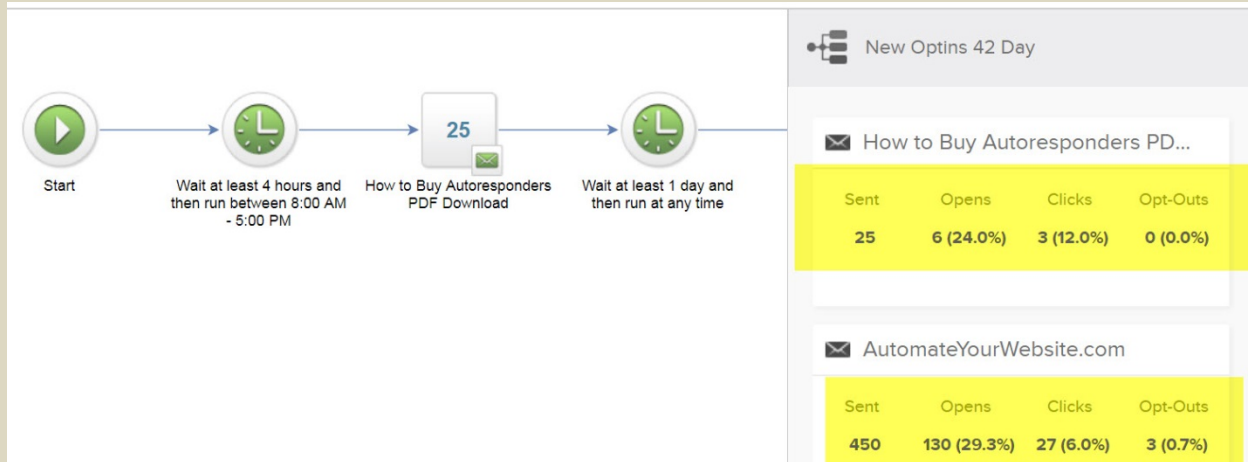 New Optins 42 Day
25
Start
Wait at least 4 hours and
then run between 8:00 AM
- 5:00 PM
How to Buy Autoresponders
PDF Download
Wait at least 1 day and
then run at any time
How to Buy Autoresponders PD...
Sent Opens Clicks Opt-Outs
25 6 (24.0%) 3 (12.0%) 0 (0.0%)
AutomateYourWebsite.com
Sent Opens Clicks Opt-Outs
450 130 (29.3%) 27 (6.0%) 3 (0.7%)